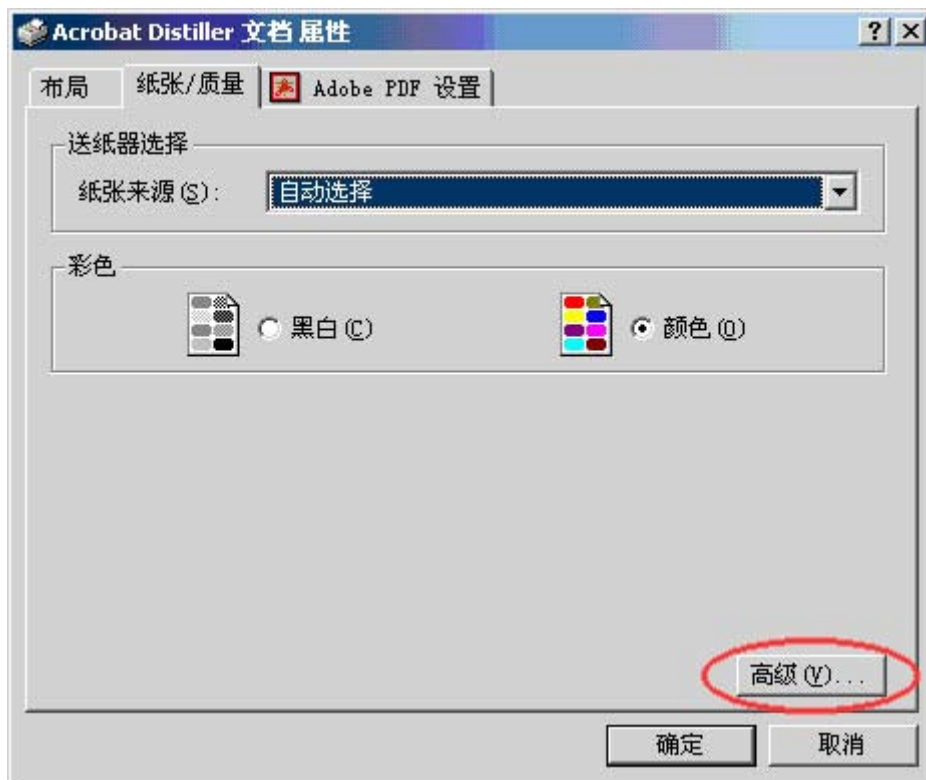 Acrobat Distiller 文档 属性
布局 纸张/质量 Adobe PDF 设置
送纸器选择
纸张来源(S): 自动选择
彩色
黑白(C) 颜色(O)
高级(V)...
确定 取消